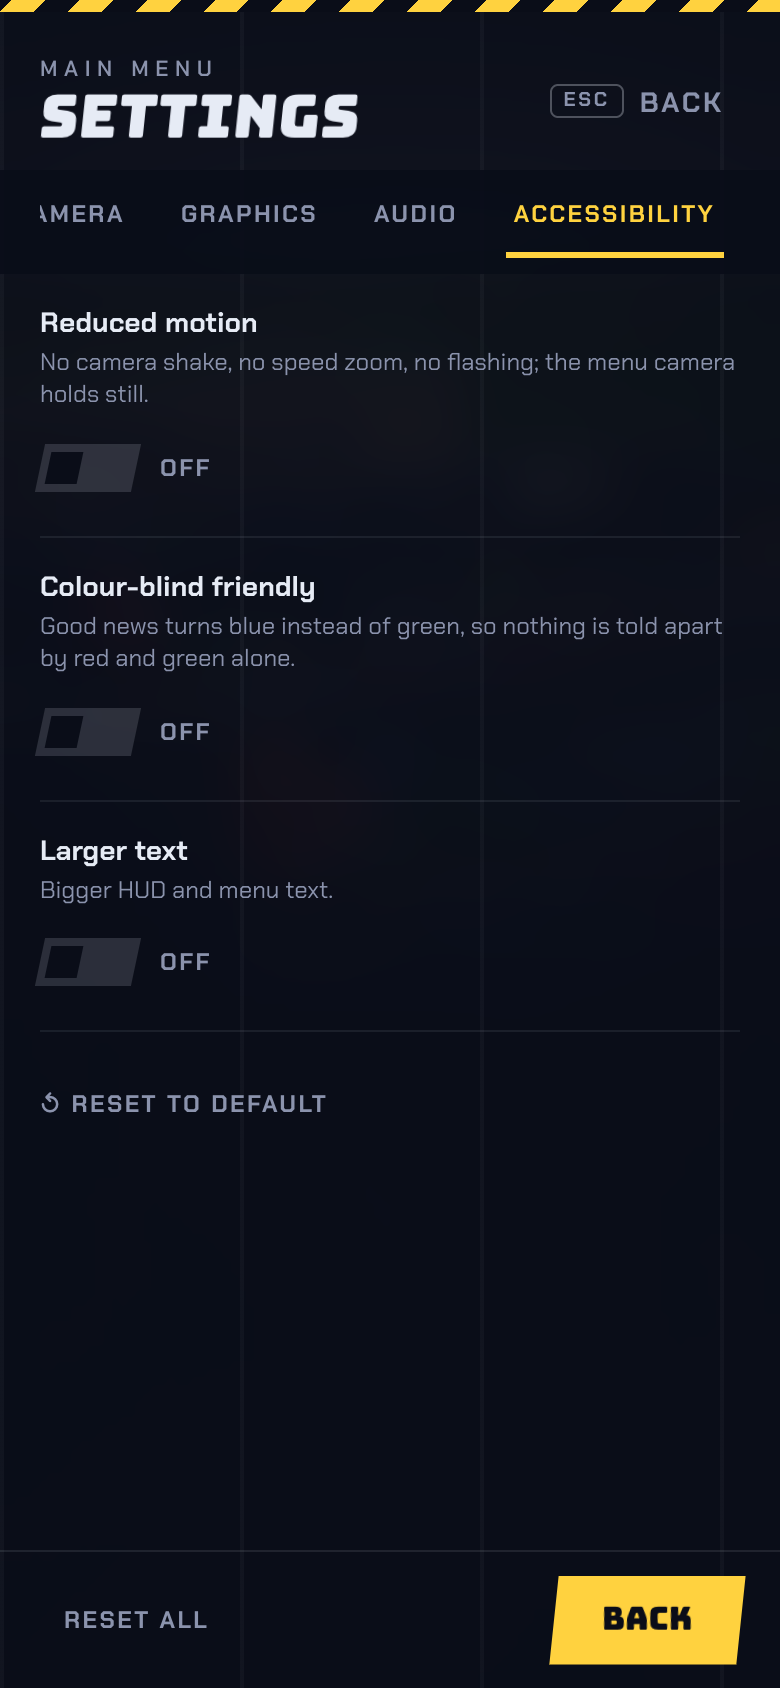 MAIN MENU
SETTINGS
ESC BACK
AMERA GRAPHICS AUDIO ACCESSIBILITY
Reduced motion
No camera shake, no speed zoom, no flashing; the menu camera
holds still.
OFF
Colour-blind friendly
Good news turns blue instead of green, so nothing is told apart
by red and green alone.
OFF
Larger text
Bigger HUD and menu text.
OFF
RESET TO DEFAULT
RESET ALL
BACK